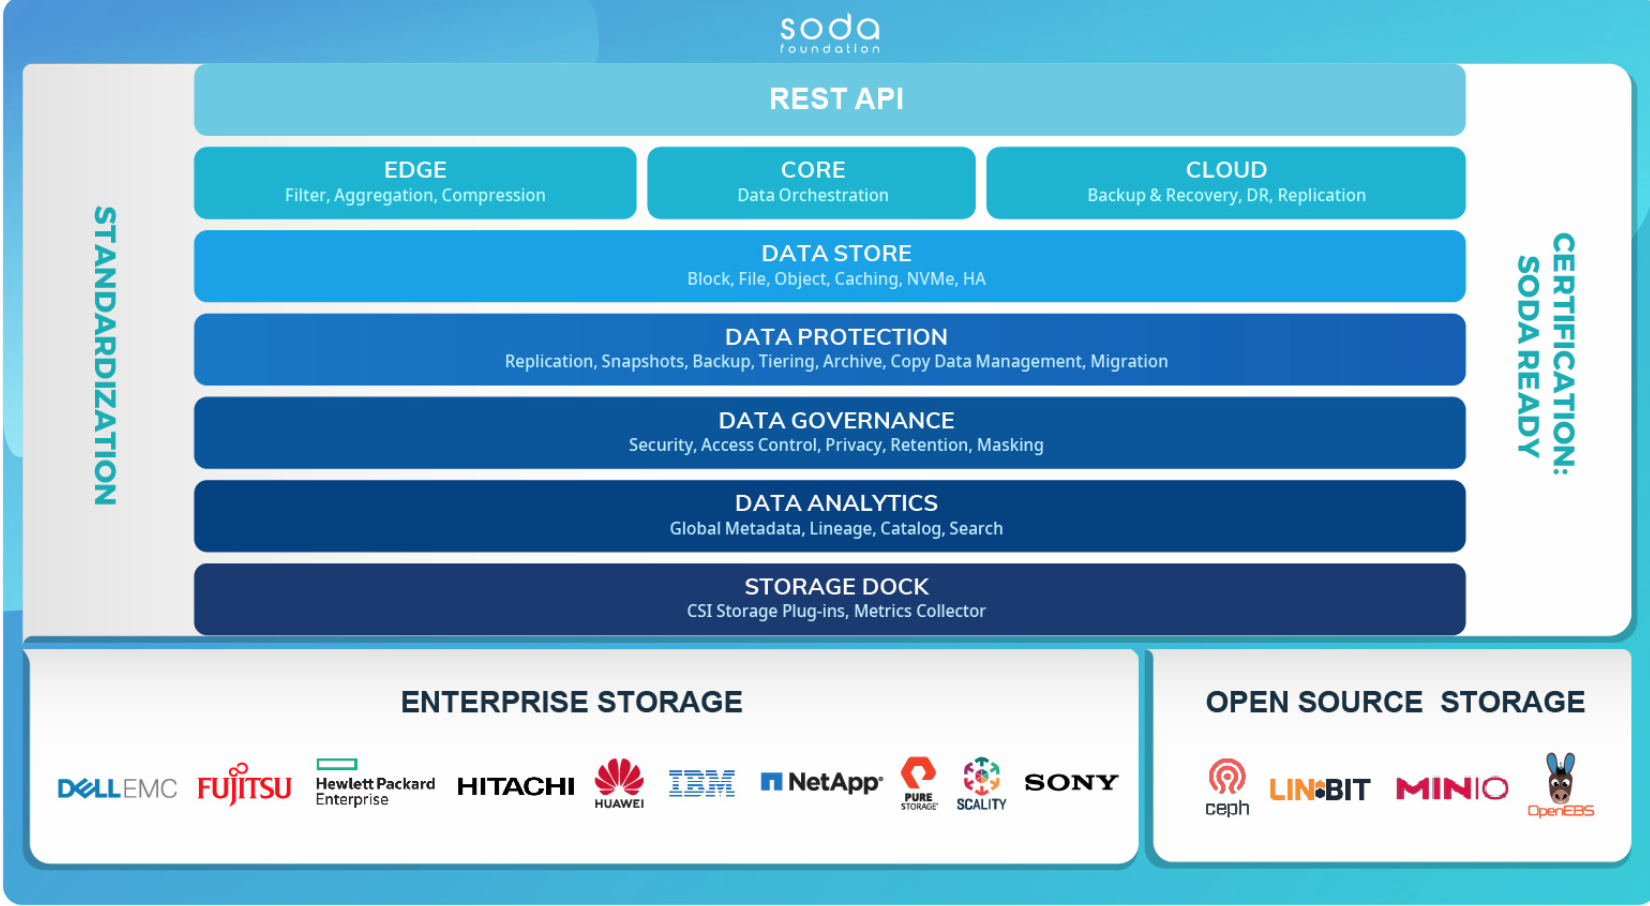 soda
foundation
REST API
STANDARDIZATION
EDGE
Filter, Aggregation, Compression
CORE
Data Orchestration
CLOUD
Backup & Recovery, DR, Replication
DATA STORE
Block, File, Object, Caching, NVMe, HA
DATA PROTECTION
Replication, Snapshots, Backup, Tiering, Archive, Copy Data Management, Migration
DATA GOVERNANCE
Security, Access Control, Privacy, Retention, Masking
DATA ANALYTICS
Global Metadata, Lineage, Catalog, Search
STORAGE DOCK
CSI Storage Plug-ins, Metrics Collector
CERTIFICATION:
SODA READY
ENTERPRISE STORAGE
DELLEMC
FUJITSU
Hewlett Packard
Enterprise
HITACHI
HUAWEI
IBM
NetApp
PURE
STORAGE
SCALITY
SONY
OPEN SOURCE STORAGE
ceph
LINBIT
MINIO
OpenEBS